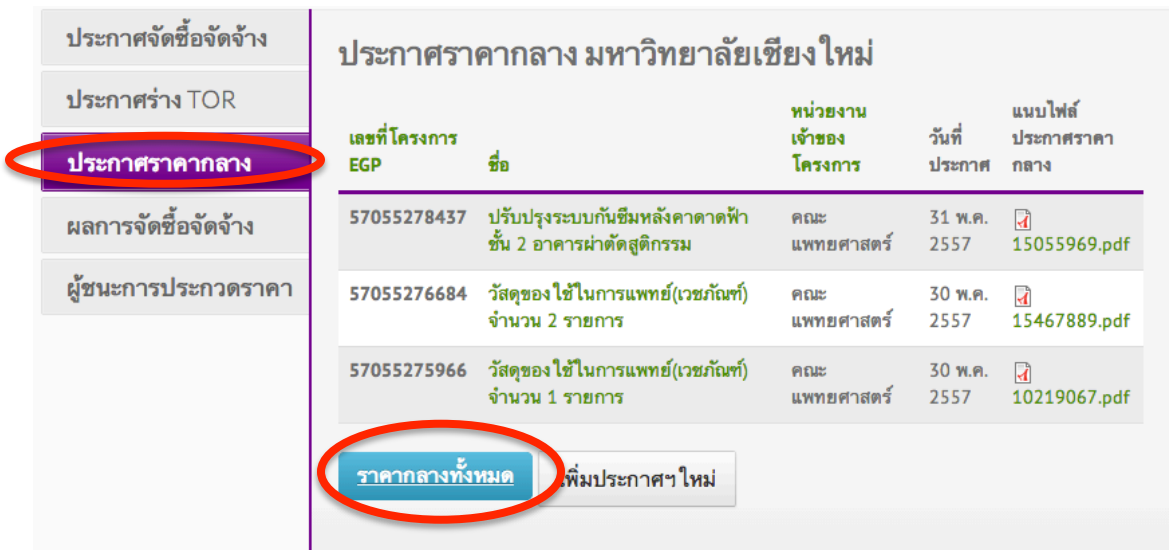 ประกาศจัดซื้อจัดจ้าง
ประกาศร่าง TOR
ประกาศราคากลาง
ผลการจัดซื้อจัดจ้าง
ผู้ชนะการประกวดราคา
ประกาศราคากลาง มหาวิทยาลัยเชียงใหม่
เลขที่โครงการ
EGP
ชื่อ
หน่วยงาน
เจ้าของ
โครงการ
วันที่
ประกาศ
แนบไฟล์
ประกาศราคา
กลาง
57055278437
ปรับปรุงระบบกันซึมหลังคาดาดฟ้า
ชั้น 2 อาคารผ่าตัดสูติกรรม
คณะ
แพทยศาสตร์
31 พ.ค.
2557
15055969.pdf
57055276684
วัสดุของใช้ในการแพทย์(เวชภัณฑ์)
จำนวน 2 รายการ
คณะ
แพทยศาสตร์
30 พ.ค.
2557
15467889.pdf
57055275966
วัสดุของใช้ในการแพทย์(เวชภัณฑ์)
จำนวน 1 รายการ
คณะ
แพทยศาสตร์
30 พ.ค.
2557
10219067.pdf
ราคากลางทั้งหมด
เพิ่มประกาศฯ ใหม่